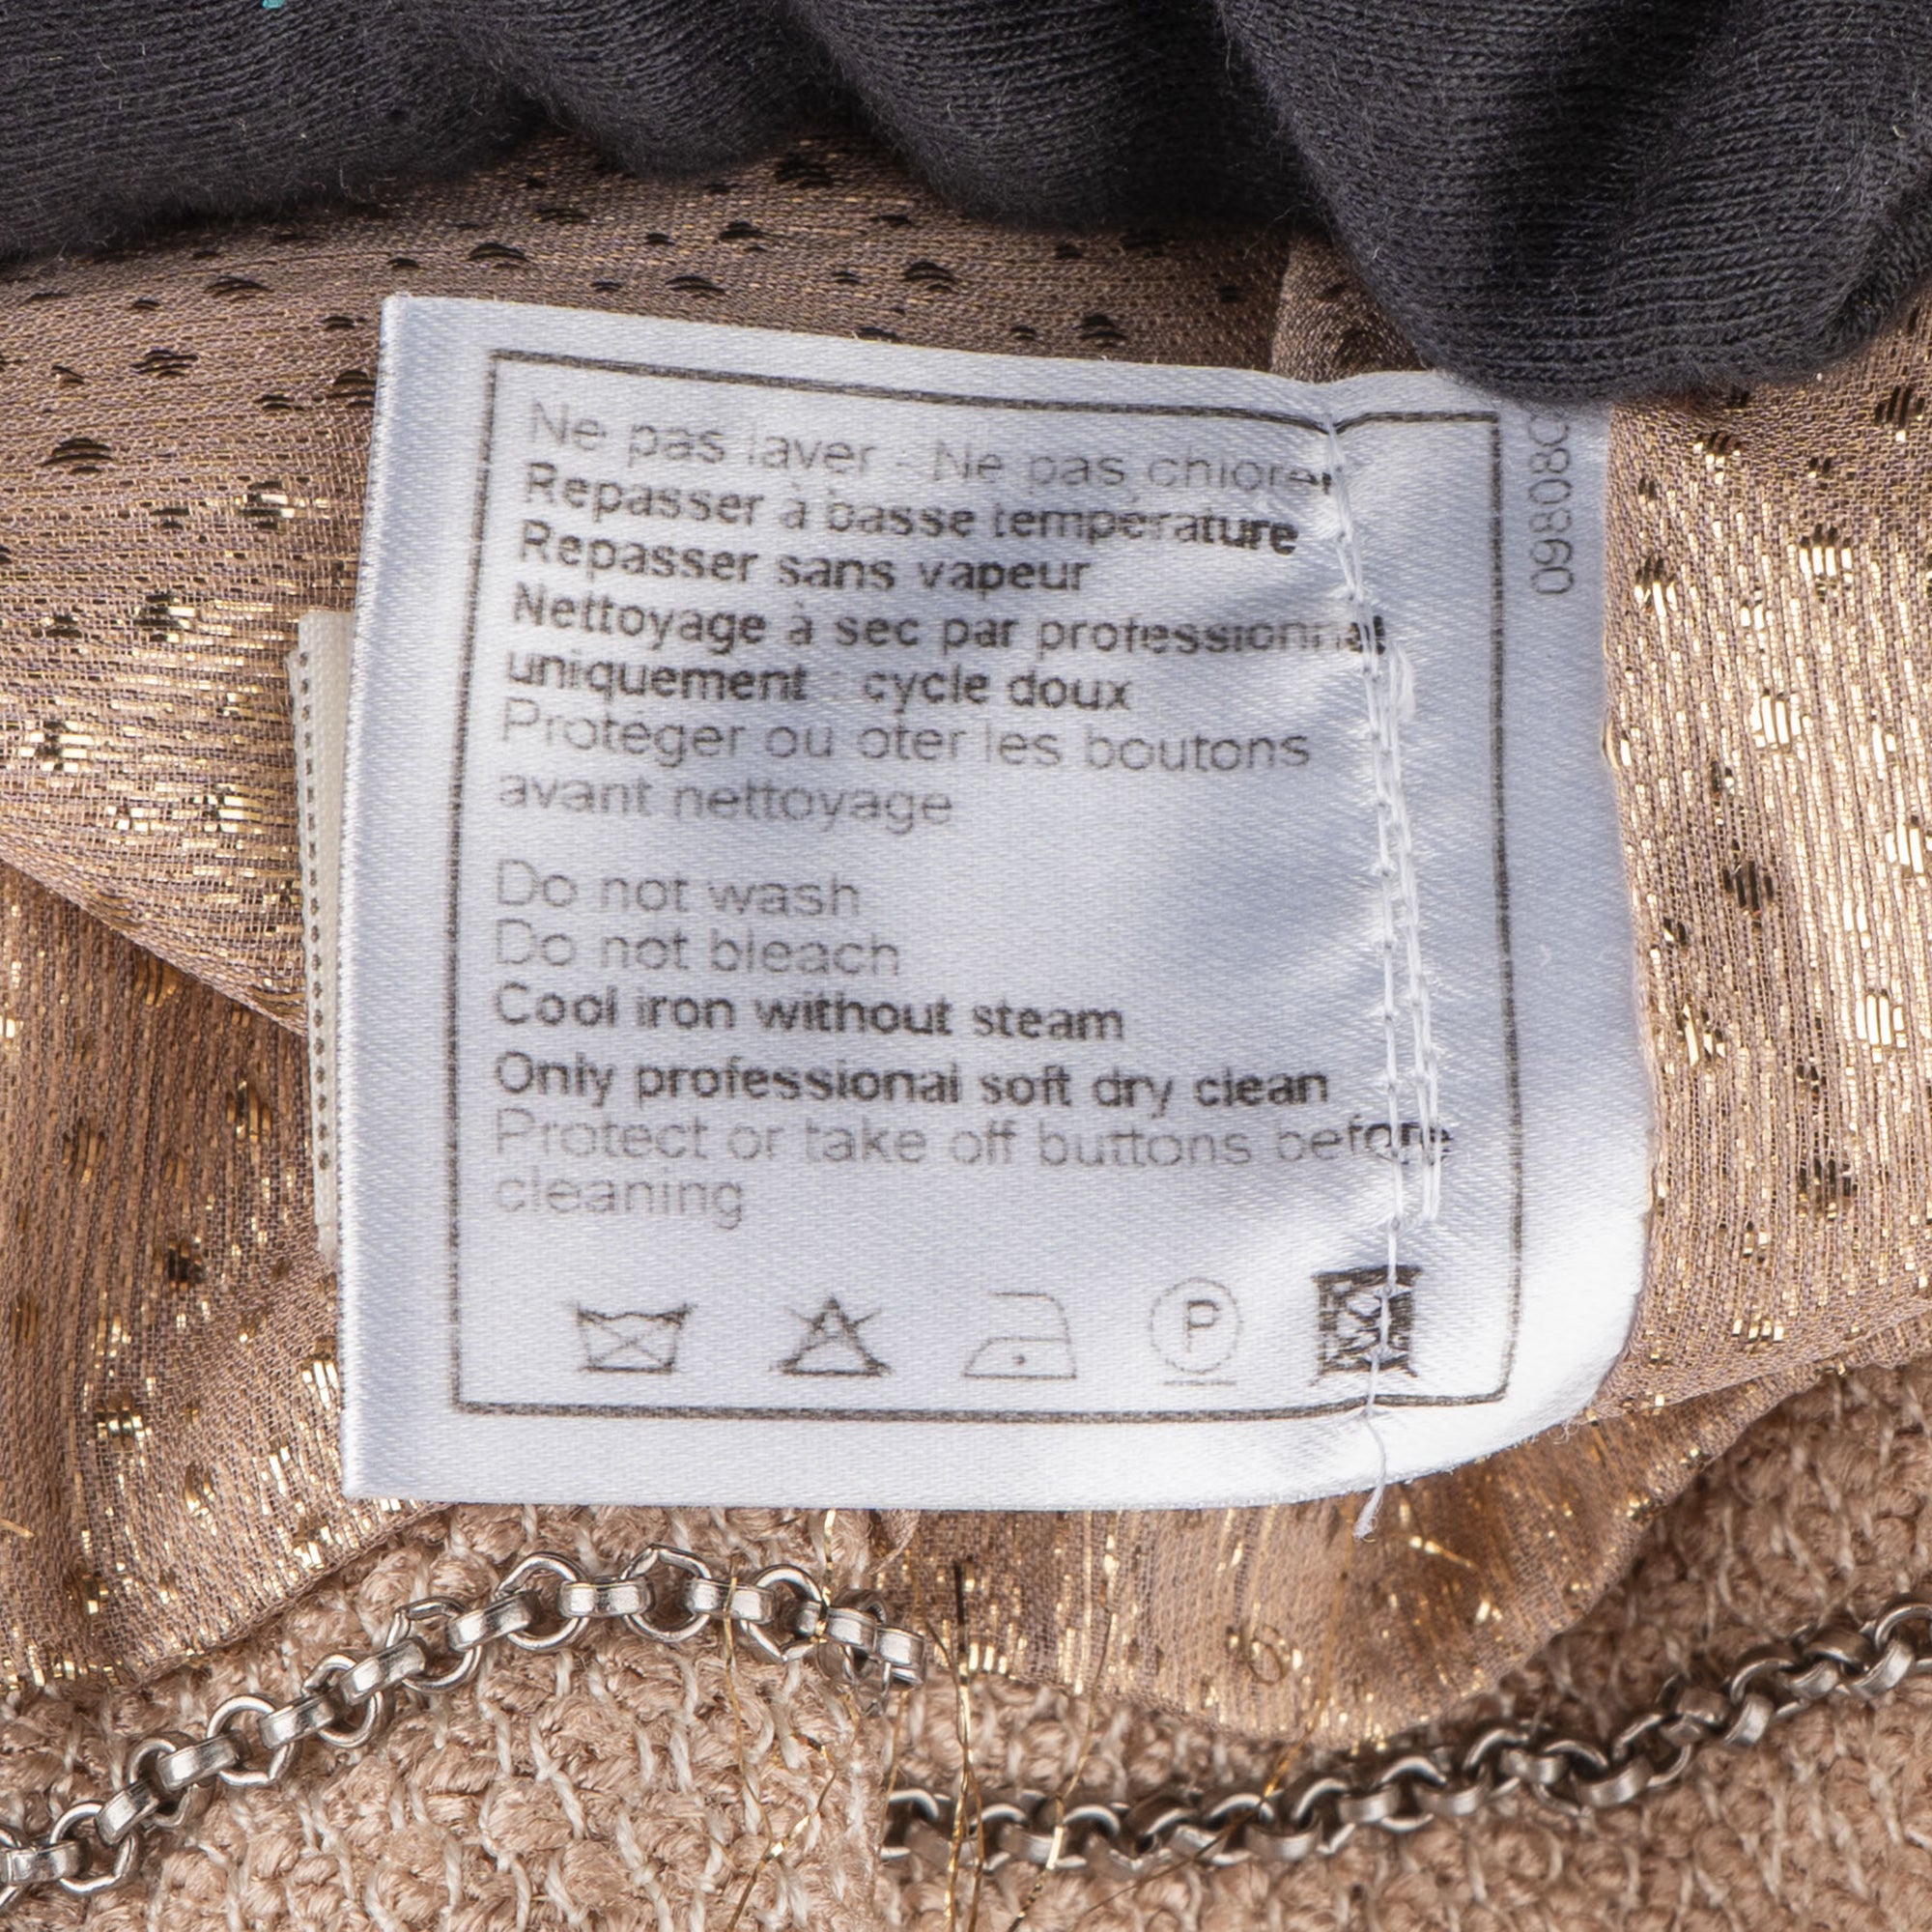 Ne pas laver - Ne pas chlorer
Repasser à basse température
Repasser sans vapeur
Nettoyage à sec par professionnel
uniquement : cycle doux
Protéger ou ôter les boutons
avant nettoyage
Do not wash
Do not bleach
Cool iron without steam
Only professional soft dry clean
Protect or take off buttons before
cleaning
P